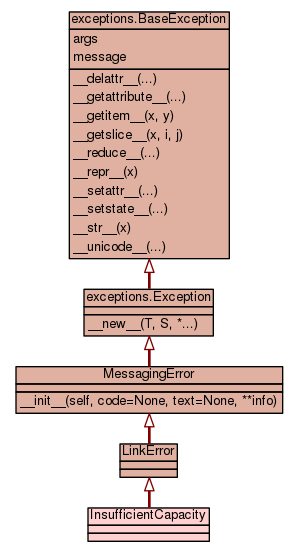 exceptions.BaseException
args
message
__delattr__(...)
__getattribute__(...)
__getitem__(x, y)
__getslice__(x, i, j)
__reduce__(...)
__repr__(x)
__setattr__(...)
__setstate__(...)
__str__(x)
__unicode__(...)
exceptions.Exception
__new__(T, S, *...)
MessagingError
__init__(self, code=None, text=None, **info)
LinkError
InsufficientCapacity